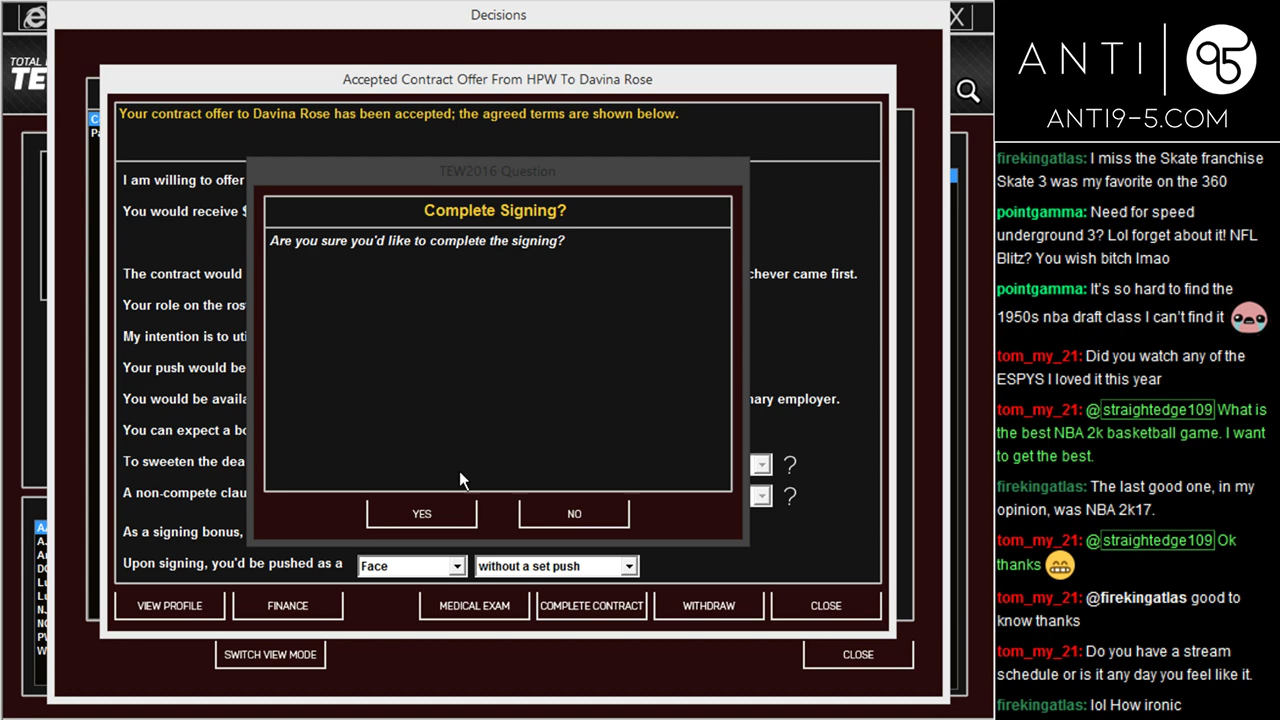 Decisions
X
TOTAL
TE
Accepted Contract Offer From HPW To Davina Rose
Your contract offer to Davina Rose has been accepted; the agreed terms are shown below.
I am willing to offer
You would receive $
The contract would
chever came first.
Your role on the ros
My intention is to uti
Your push would be
You would be availa
nary employer.
You can expect a bo
To sweeten the dea
?
A non-compete clau
?
As a signing bonus,
Upon signing, you'd be pushed as a
Face
without a set push
TEW2016 Question
Complete Signing?
Are you sure you'd like to complete the signing?
YES
NO
VIEW PROFILE
FINANCE
MEDICAL EXAM
COMPLETE CONTRACT
WITHDRAW
CLOSE
SWITCH VIEW MODE
CLOSE
ANTI 95
ANTI9-5.COM
firekingatlas: I miss the Skate franchise
Skate 3 was my favorite on the 360
pointgamma: Need for speed
underground 3? Lol forget about it! NFL
Blitz? You wish bitch lmao
pointgamma: It's so hard to find the
1950s nba draft class I can't find it
tom_my_21: Did you watch any of the
ESPYS I loved it this year
tom_my_21: @straightedge109 What is
the best NBA 2k basketball game. I want
to get the best.
firekingatlas: The last good one, in my
opinion, was NBA 2k17.
tom_my_21: @straightedge109 Ok
thanks
tom_my_21: @firekingatlas good to
know thanks
tom_my_21: Do you have a stream
schedule or is it any day you feel like it.
firekingatlas: lol How ironic